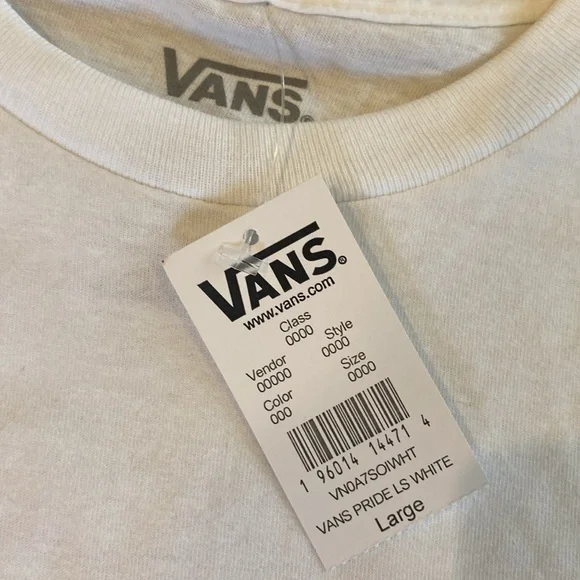 VANS®
VANS®
www.vans.com
Class
0000
Vendor
00000
Style
0000
Color
000
Size
0000
1 96014 14471 4
VN0A7SOIWHT
VANS PRIDE LS WHITE
Large